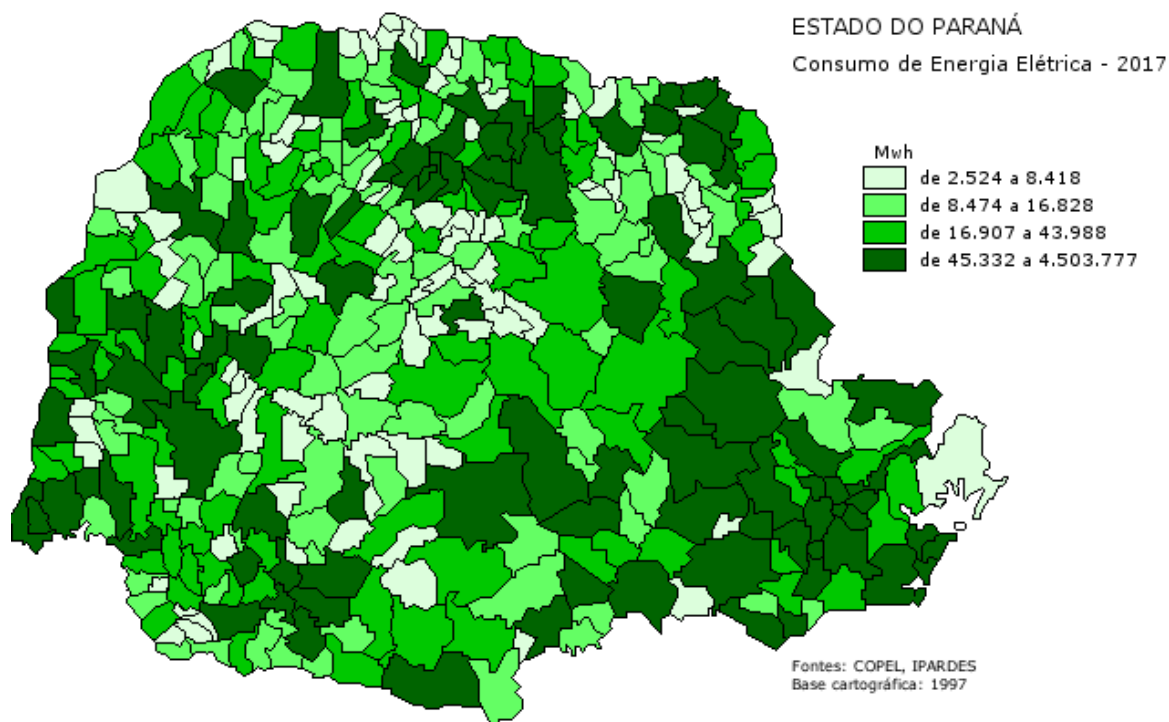 ESTADO DO PARANÁ
Consumo de Energia Elétrica - 2017
Mwh
de 2.524 a 8.418
de 8.474 a 16.828
de 16.907 a 43.988
de 45.332 a 4.503.777
Fontes: COPEL, IPARDES
Base cartográfica: 1997